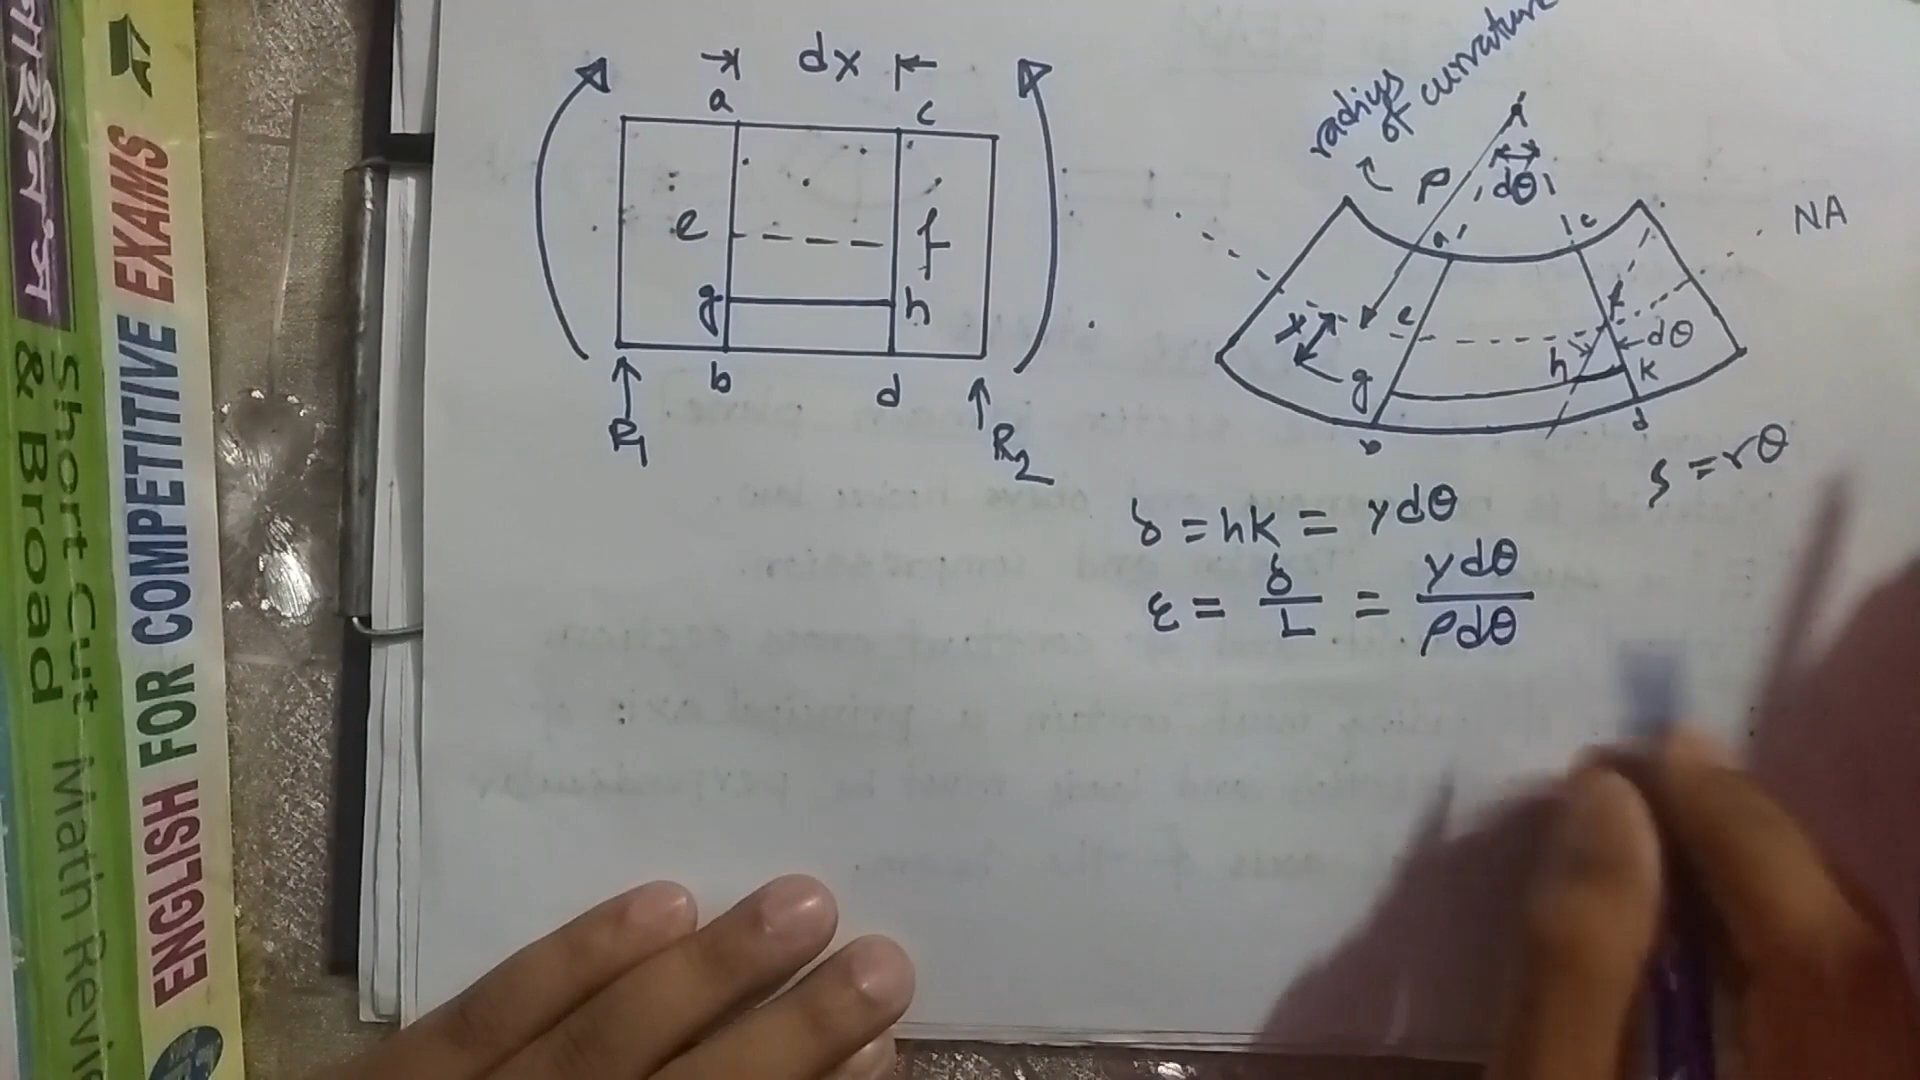 Short Cut Math Revie
& Broad
ENGLISH FOR COMPETITIVE EXAMS
dx
a
c
e
f
g
h
b
d
R1
R2
radius
of curvature
ρ
dθ
NA
a
c
e
f
y
dθ
h
k
g
b
d
s = rθ
δ = hk = ydθ
ε = δ/L = ydθ/ρdθ